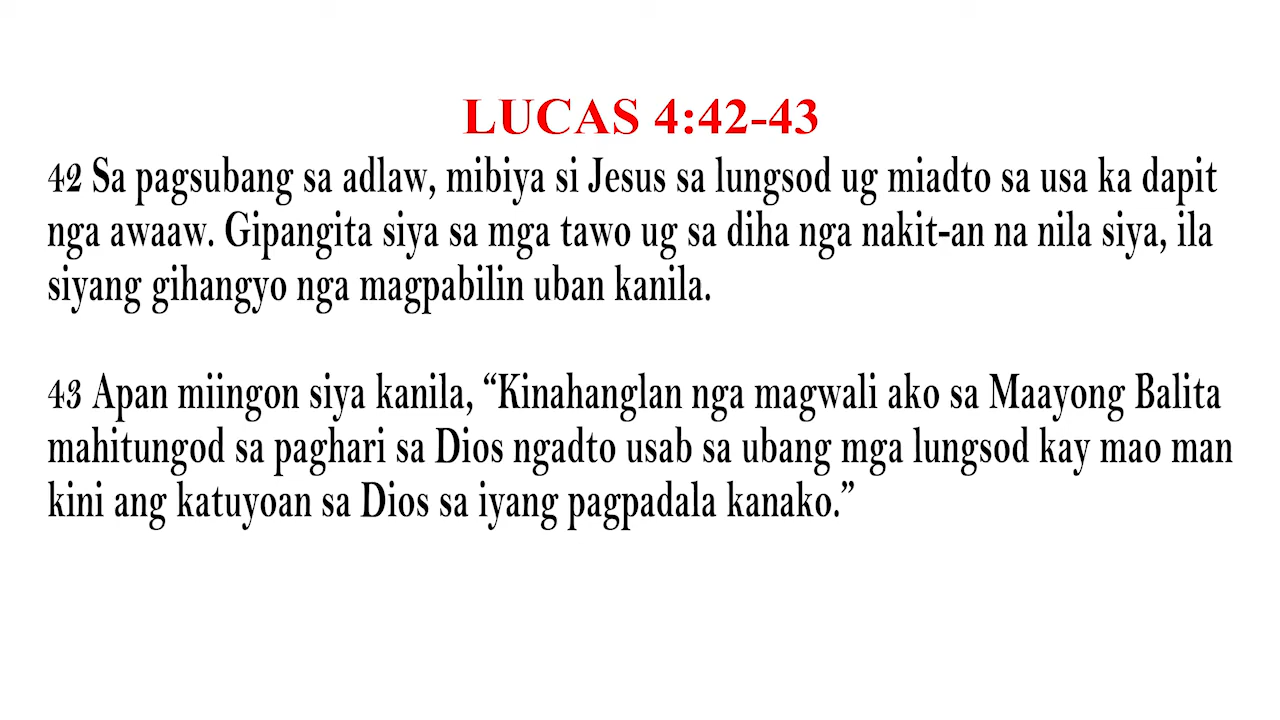 LUCAS 4:42-43
42 Sa pagsubang sa adlaw, mibiya si Jesus sa lungsod ug miadto sa usa ka dapit
nga awaaw. Gipangita siya sa mga tawo ug sa diha nga nakit-an na nila siya, ila
siyang gihangyo nga magpabilin uban kanila.
43 Apan miingon siya kanila, “Kinahanglan nga magwali ako sa Maayong Balita
mahitungod sa paghari sa Dios ngadto usab sa ubang mga lungsod kay mao man
kini ang katuyoan sa Dios sa iyang pagpadala kanako.”